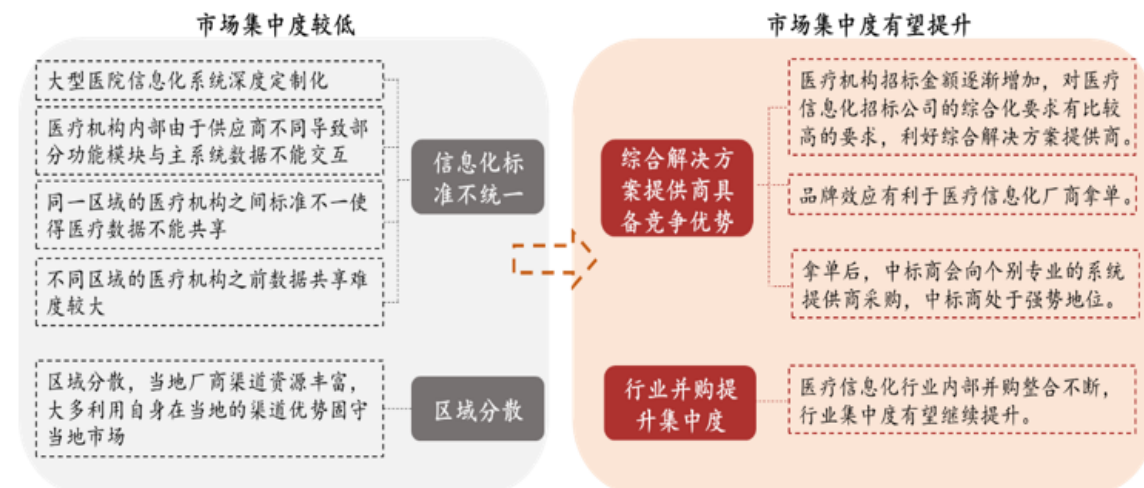 市场集中度较低
大型医院信息化系统深度定制化
医疗机构内部由于供应商不同导致部
分功能模块与主系统数据不能交互
同一区域的医疗机构之间标准不一使
得医疗数据不能共享
不同区域的医疗机构之前数据共享难
度较大
信息化标
准不统一
区域分散，当地厂商渠道资源丰富，
大多利用自身在当地的渠道优势固守
当地市场
区域分散
市场集中度有望提升
综合解决方
案提供商具
备竞争优势
医疗机构招标金额逐渐增加，对医疗
信息化招标公司的综合化要求有比较
高的要求，利好综合解决方案提供商。
品牌效应有利于医疗信息化厂商拿单。
拿单后，中标商会向个别专业的系统
提供商采购，中标商处于强势地位。
行业并购提
升集中度
医疗信息化行业内部并购整合不断，
行业集中度有望继续提升。